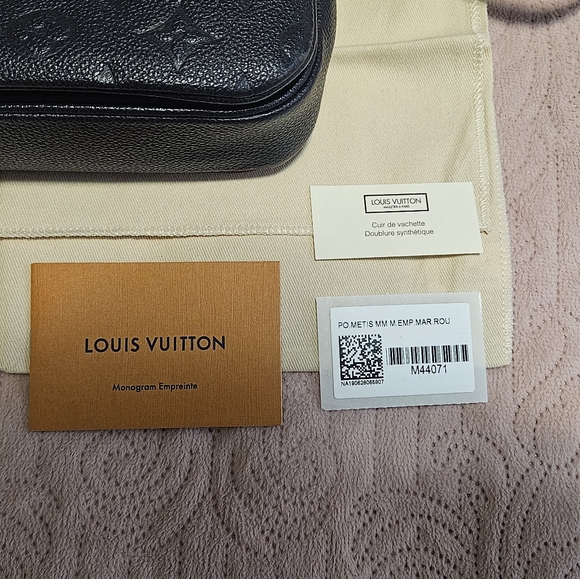 LOUIS VUITTON
MALLETIER À PARIS
Cuir de vachette
Doublure synthétique
LOUIS VUITTON
Monogram Empreinte
PO.METIS MM M.EMP.MAR.ROU
M44071
NA190626065807